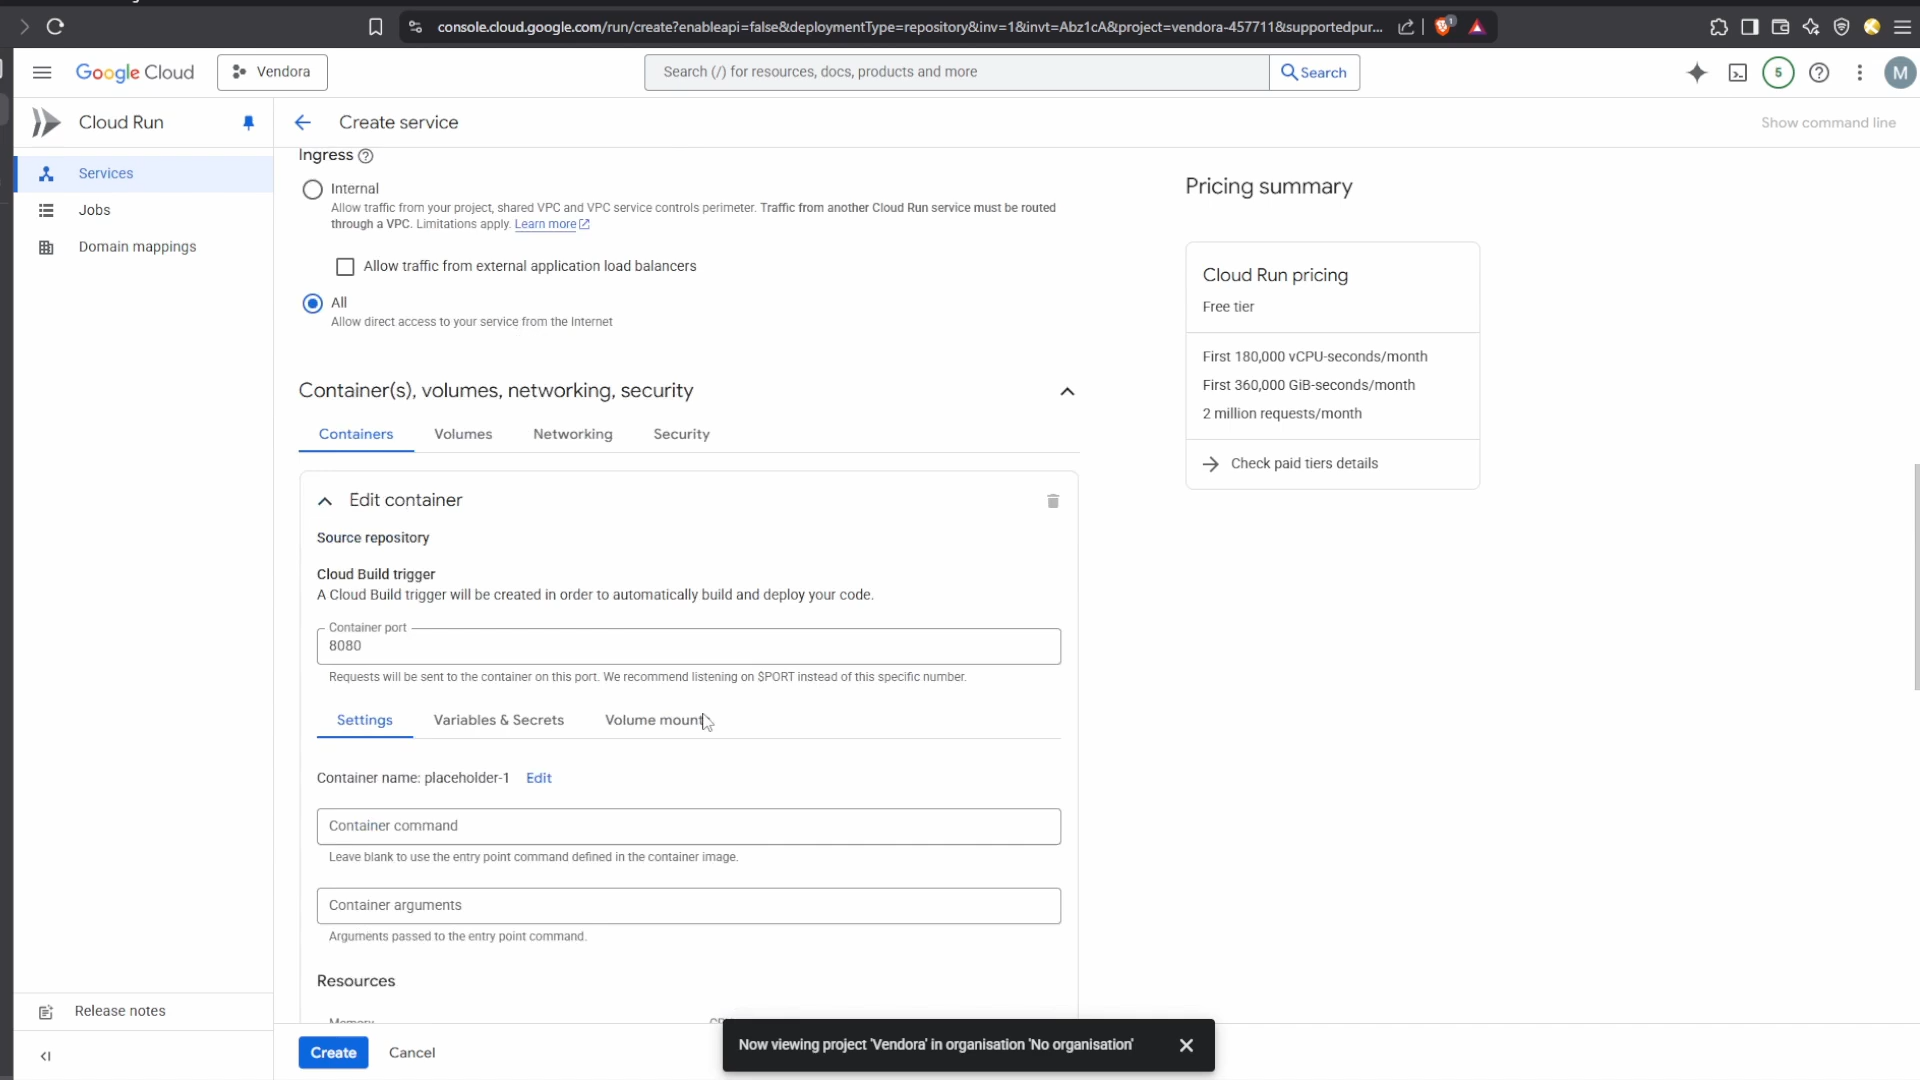 console.cloud.google.com/run/create?enableapi=false&deploymentType=repository&inv=1&invt=Abz1cA&project=vendora-457711&supportedpur...
1
Google Cloud
Vendora
Search (/) for resources, docs, products and more
Search
5
M
Cloud Run
Create service
Show command line
Services
Jobs
Domain mappings
Release notes
Ingress
Internal
Allow traffic from your project, shared VPC and VPC service controls perimeter. Traffic from another Cloud Run service must be routed
through a VPC. Limitations apply. Learn more
Allow traffic from external application load balancers
All
Allow direct access to your service from the Internet
Container(s), volumes, networking, security
Containers Volumes Networking Security
Edit container
Source repository
Cloud Build trigger
A Cloud Build trigger will be created in order to automatically build and deploy your code.
Container port
8080
Requests will be sent to the container on this port. We recommend listening on $PORT instead of this specific number.
Settings Variables & Secrets Volume mount
Container name: placeholder-1 Edit
Container command
Leave blank to use the entry point command defined in the container image.
Container arguments
Arguments passed to the entry point command.
Resources
Memory
Create Cancel
Pricing summary
Cloud Run pricing
Free tier
First 180,000 vCPU-seconds/month
First 360,000 GiB-seconds/month
2 million requests/month
Check paid tiers details
Now viewing project 'Vendora' in organisation 'No organisation'